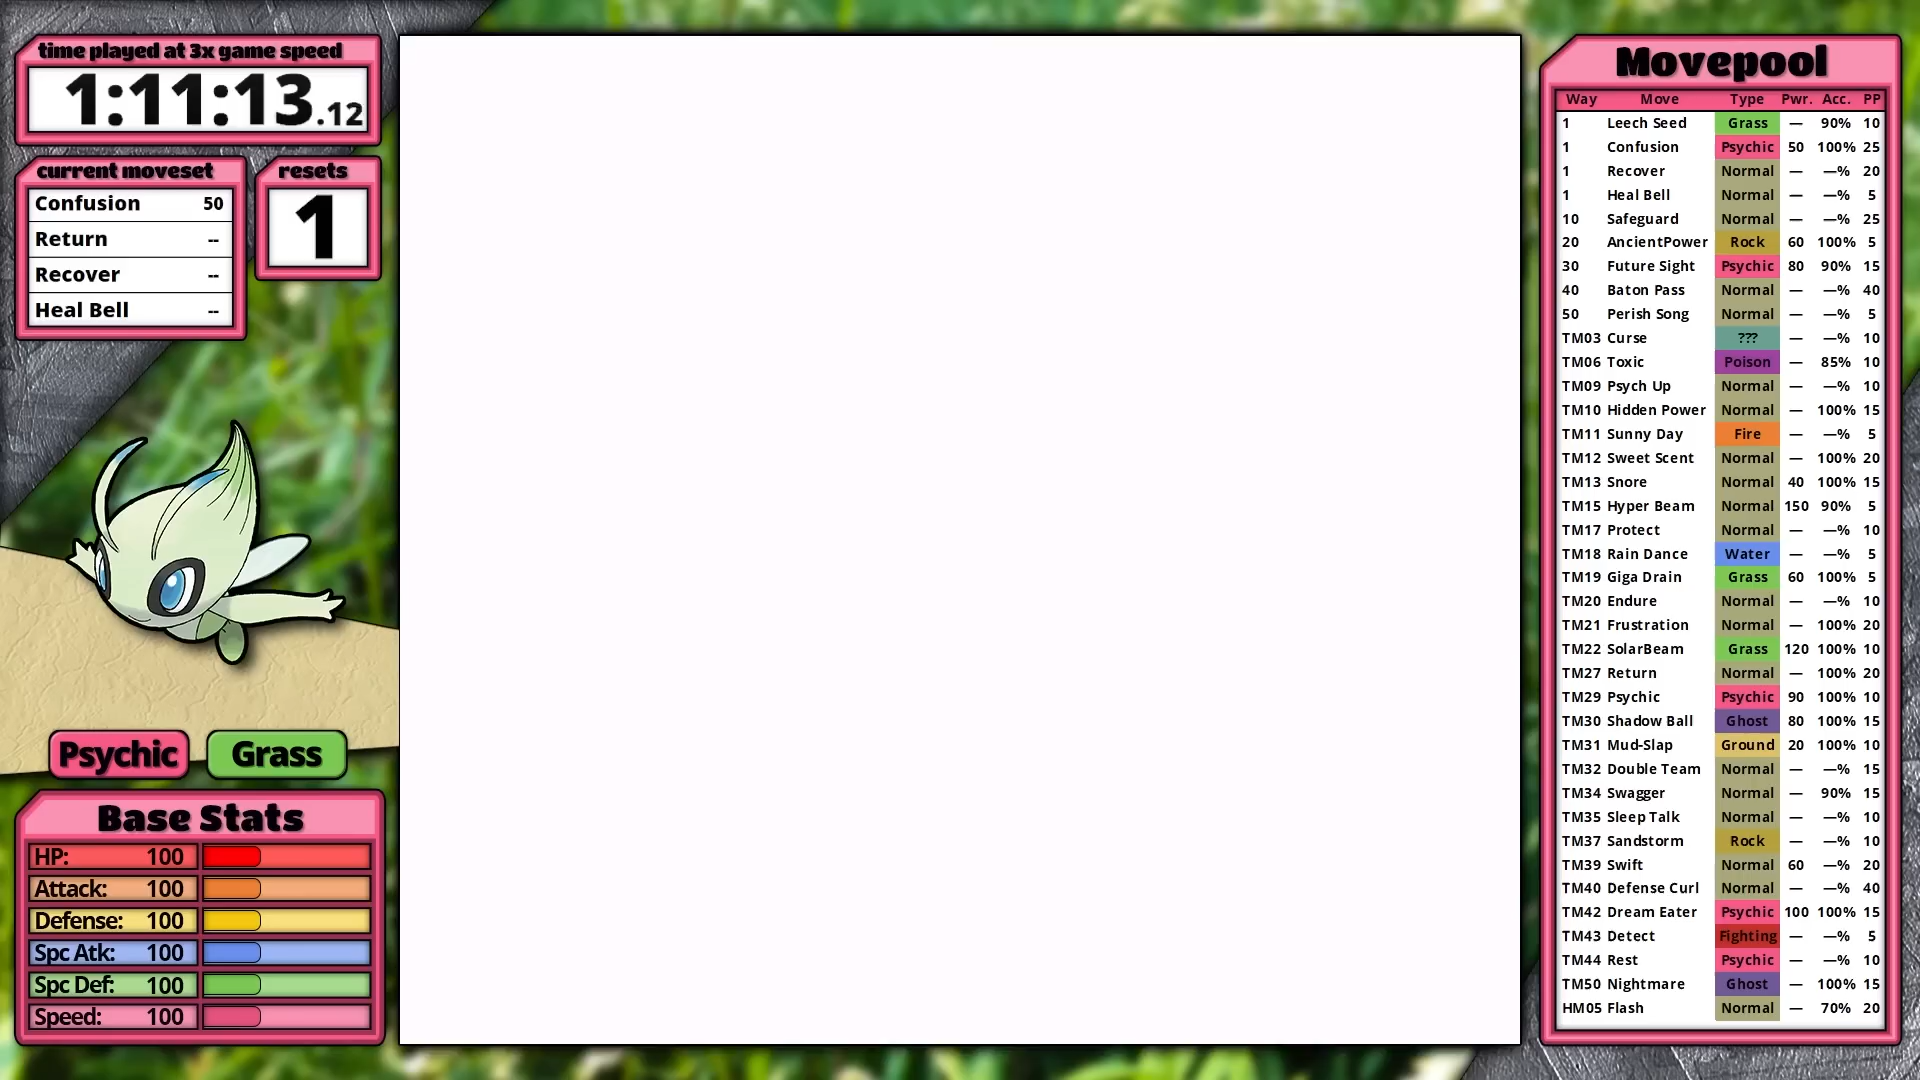 time played at 3x game speed
1:11:13.12
current moveset
Confusion 50
Return --
Recover --
Heal Bell --
resets
1
Psychic Grass
Base Stats
HP: 100
Attack: 100
Defense: 100
Spc Atk: 100
Spc Def: 100
Speed: 100
Movepool
Way Move Type Pwr. Acc. PP
1 Leech Seed Grass — 90% 10
1 Confusion Psychic 50 100% 25
1 Recover Normal — —% 20
1 Heal Bell Normal — —% 5
10 Safeguard Normal — —% 25
20 AncientPower Rock 60 100% 5
30 Future Sight Psychic 80 90% 15
40 Baton Pass Normal — —% 40
50 Perish Song Normal — —% 5
TM03 Curse ??? — —% 10
TM06 Toxic Poison — 85% 10
TM09 Psych Up Normal — —% 10
TM10 Hidden Power Normal — 100% 15
TM11 Sunny Day Fire — —% 5
TM12 Sweet Scent Normal — 100% 20
TM13 Snore Normal 40 100% 15
TM15 Hyper Beam Normal 150 90% 5
TM17 Protect Normal — —% 10
TM18 Rain Dance Water — —% 5
TM19 Giga Drain Grass 60 100% 5
TM20 Endure Normal — —% 10
TM21 Frustration Normal — 100% 20
TM22 SolarBeam Grass 120 100% 10
TM27 Return Normal — 100% 20
TM29 Psychic Psychic 90 100% 10
TM30 Shadow Ball Ghost 80 100% 15
TM31 Mud-Slap Ground 20 100% 10
TM32 Double Team Normal — —% 15
TM34 Swagger Normal — 90% 15
TM35 Sleep Talk Normal — —% 10
TM37 Sandstorm Rock — —% 10
TM39 Swift Normal 60 —% 20
TM40 Defense Curl Normal — —% 40
TM42 Dream Eater Psychic 100 100% 15
TM43 Detect Fighting — —% 5
TM44 Rest Psychic — —% 10
TM50 Nightmare Ghost — 100% 15
HM05 Flash Normal — 70% 20